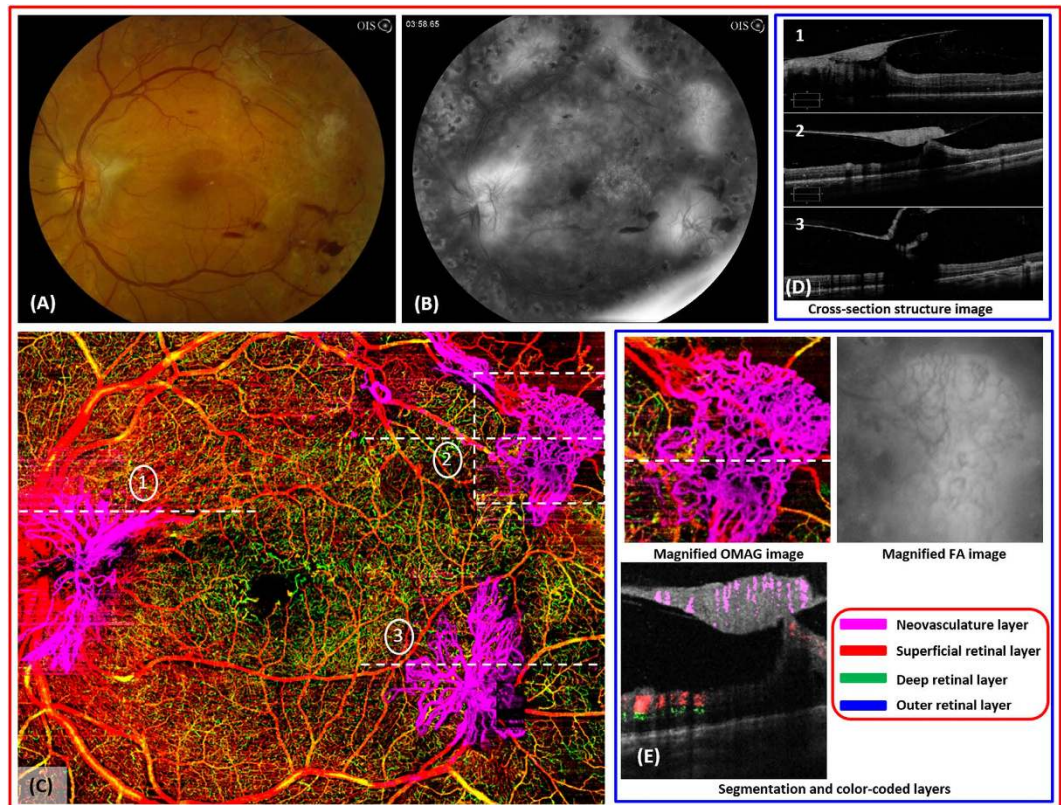 OIS
(A)
03:58.65
OIS
(B)
1
2
3
(D)
Cross-section structure image
1
2
3
(C)
Magnified OMAG image
Magnified FA image
(E)
Neovasculature layer
Superficial retinal layer
Deep retinal layer
Outer retinal layer
Segmentation and color-coded layers